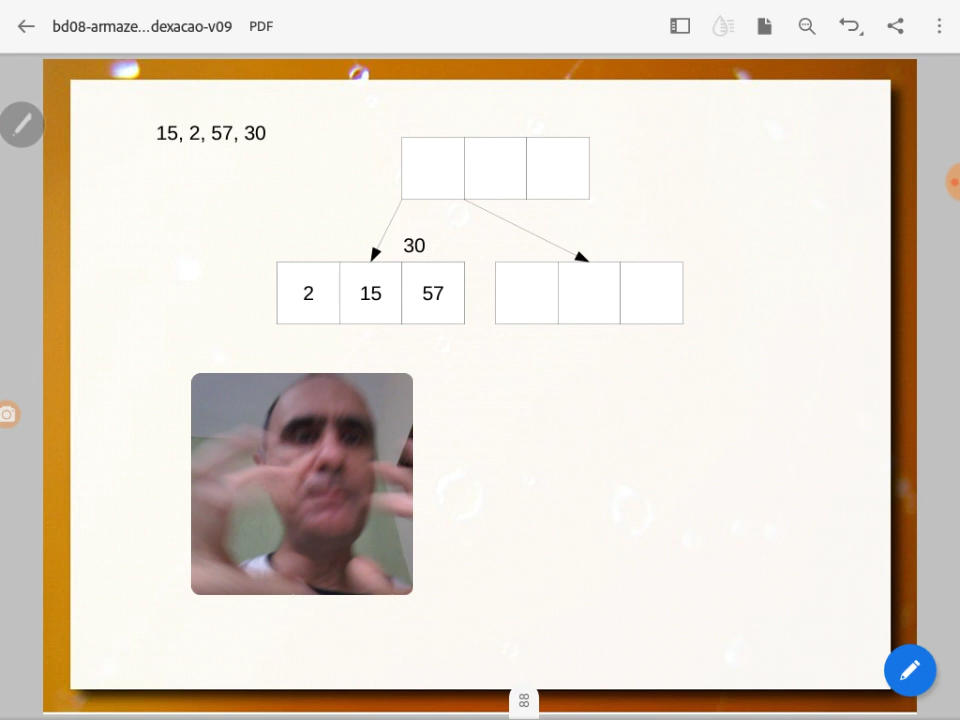 bd08-armaze...dexacao-v09 PDF
15, 2, 57, 30
30
2 15 57
88